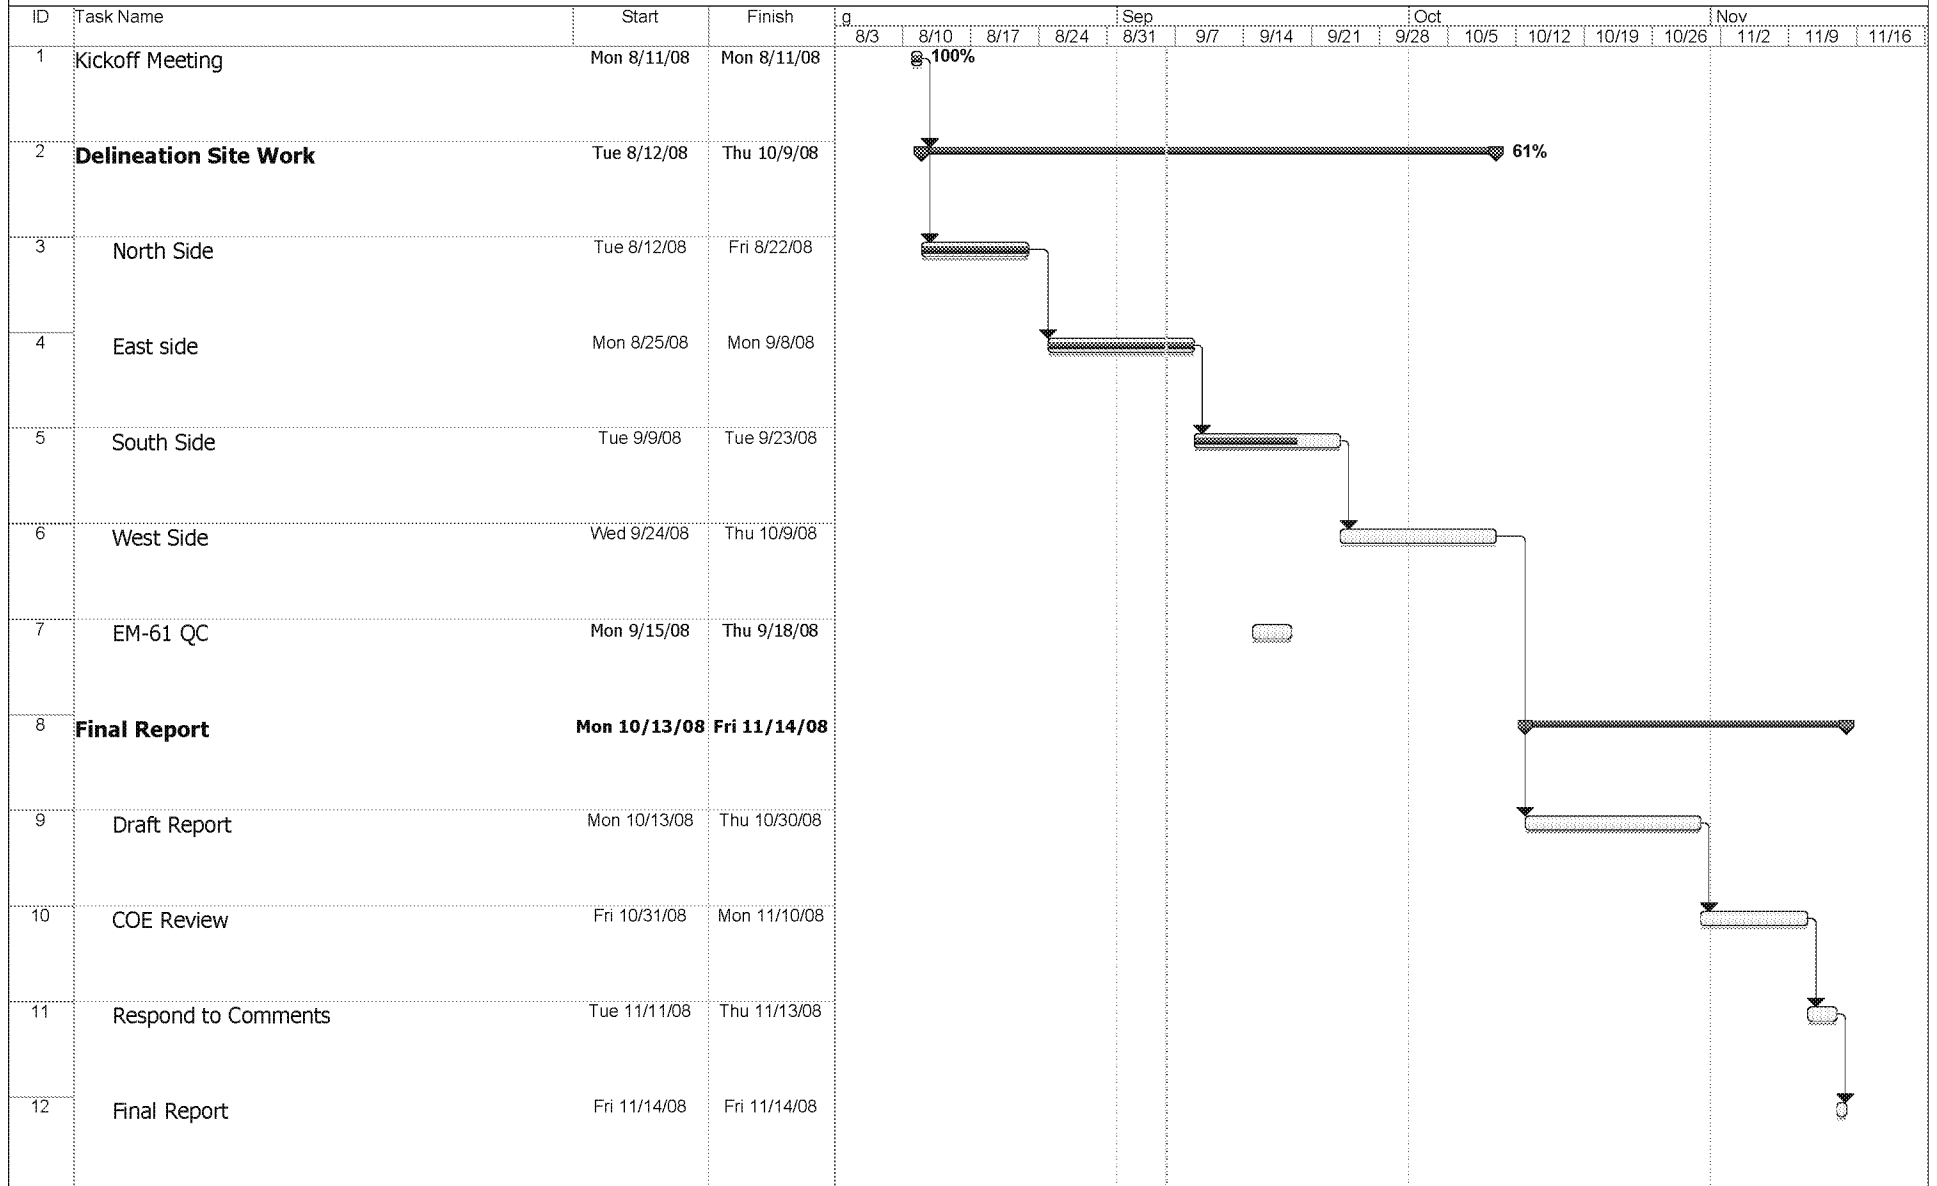 ID Task Name Start Finish g Sep Oct Nov
8/3 8/10 8/17 8/24 8/31 9/7 9/14 9/21 9/28 10/5 10/12 10/19 10/26 11/2 11/9 11/16
1 Kickoff Meeting Mon 8/11/08 Mon 8/11/08 100%
2 Delineation Site Work Tue 8/12/08 Thu 10/9/08 61%
3 North Side Tue 8/12/08 Fri 8/22/08
4 East side Mon 8/25/08 Mon 9/8/08
5 South Side Tue 9/9/08 Tue 9/23/08
6 West Side Wed 9/24/08 Thu 10/9/08
7 EM-61 QC Mon 9/15/08 Thu 9/18/08
8 Final Report Mon 10/13/08 Fri 11/14/08
9 Draft Report Mon 10/13/08 Thu 10/30/08
10 COE Review Fri 10/31/08 Mon 11/10/08
11 Respond to Comments Tue 11/11/08 Thu 11/13/08
12 Final Report Fri 11/14/08 Fri 11/14/08